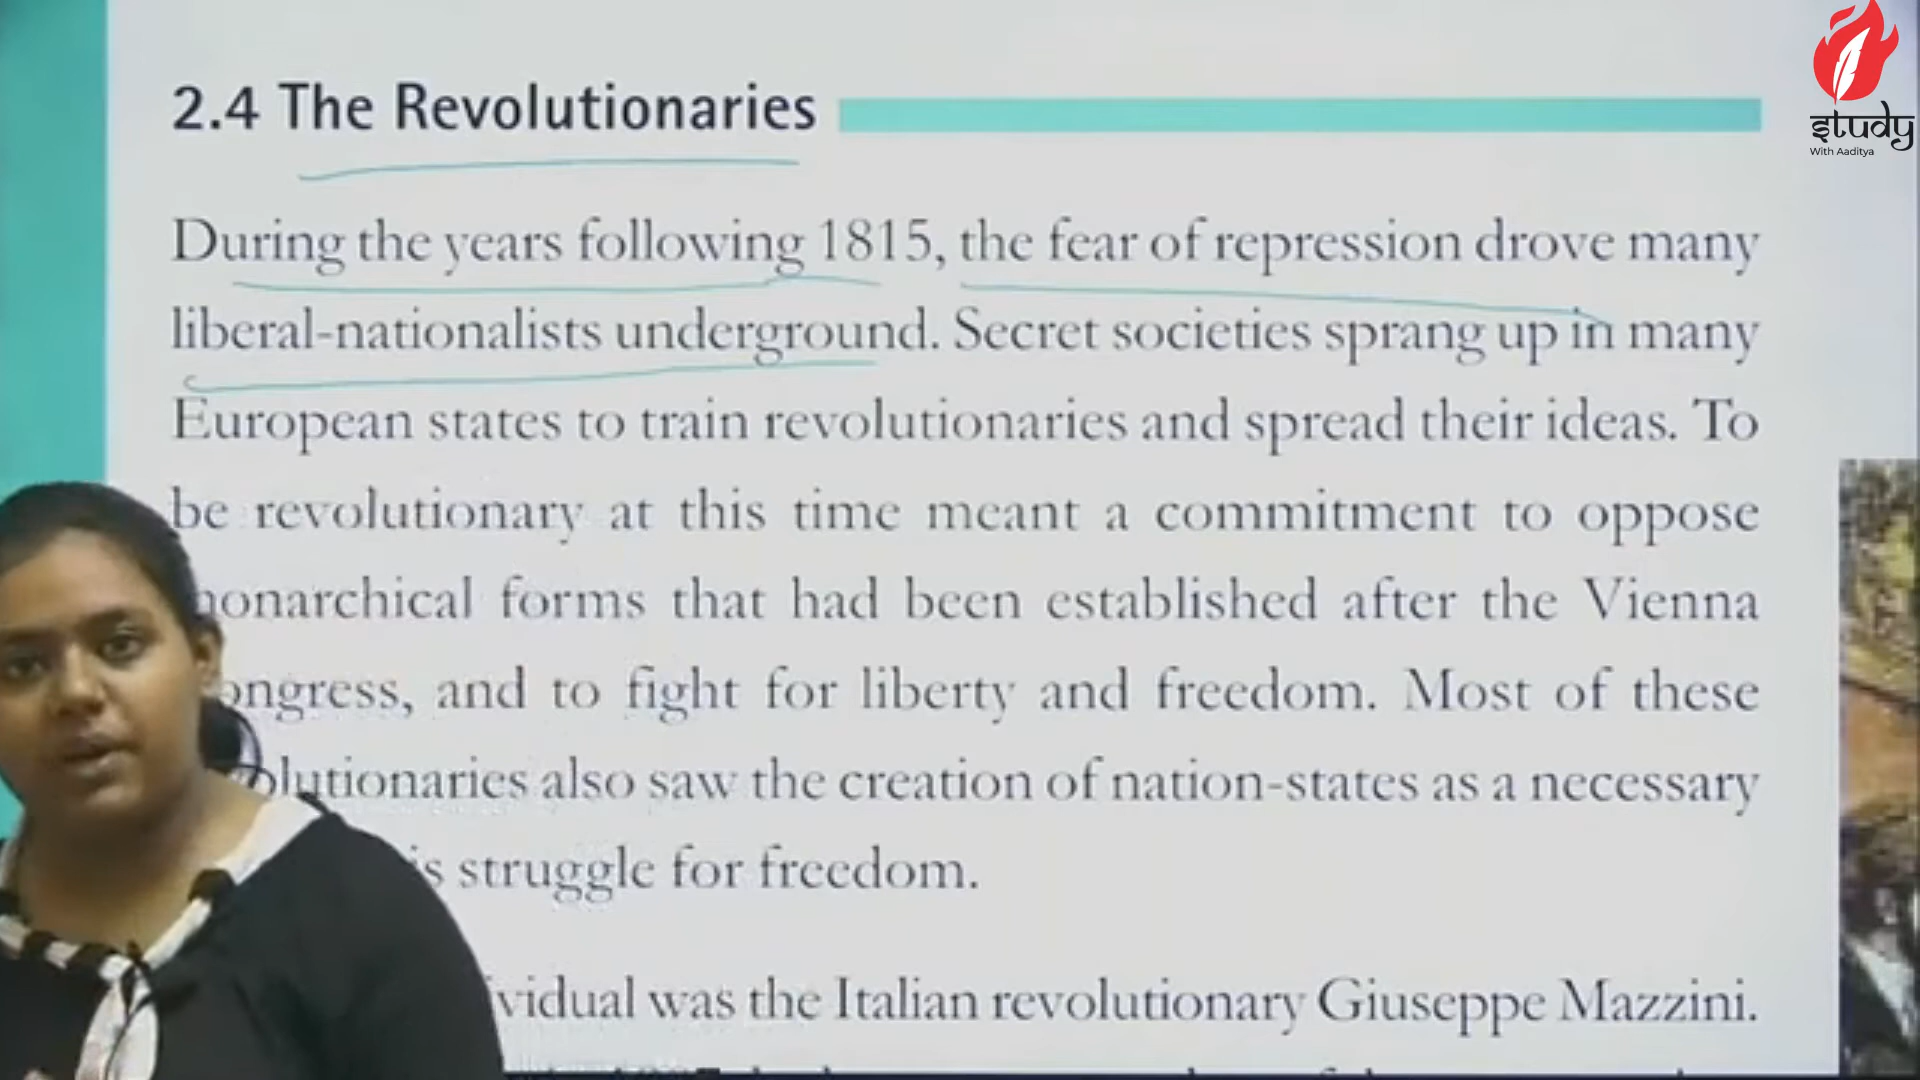 2.4 The Revolutionaries
study
With Aaditya
During the years following 1815, the fear of repression drove many
liberal-nationalists underground. Secret societies sprang up in many
European states to train revolutionaries and spread their ideas. To
be revolutionary at this time meant a commitment to oppose
monarchical forms that had been established after the Vienna
ongress, and to fight for liberty and freedom. Most of these
olutionaries also saw the creation of nation-states as a necessary
is struggle for freedom.
ividual was the Italian revolutionary Giuseppe Mazzini.